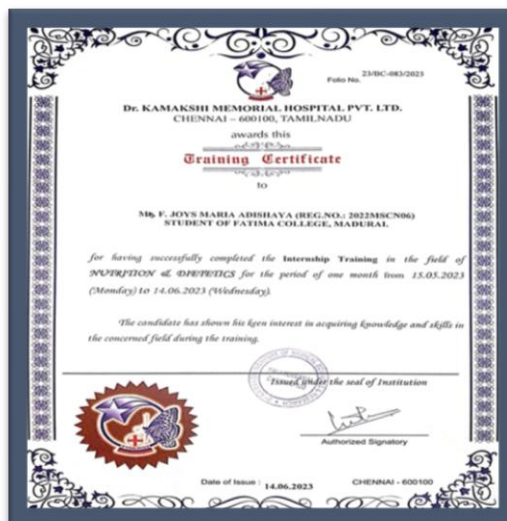 Folio No. 23/BC-083/2023
Dr. KAMAKSHI MEMORIAL HOSPITAL PVT. LTD.
CHENNAI – 600100, TAMILNADU
awards this
Training Certificate
to
F. JOYS MARIA ADISHAYA (REG.NO.: 2022MSCN06)
STUDENT OF FATIMA COLLEGE, MADURAI.
for having successfully completed the Internship Training in the field of
NUTRITION & DIETETICS for the period of one month from 15.05.2023
(Monday) to 14.06.2023 (Wednesday).
The candidate has shown his keen interest in acquiring knowledge and skills in
the concerned field during the training.
Issued under the seal of Institution
Authorized Signatory
Date of Issue : 14.06.2023 CHENNAI - 600100